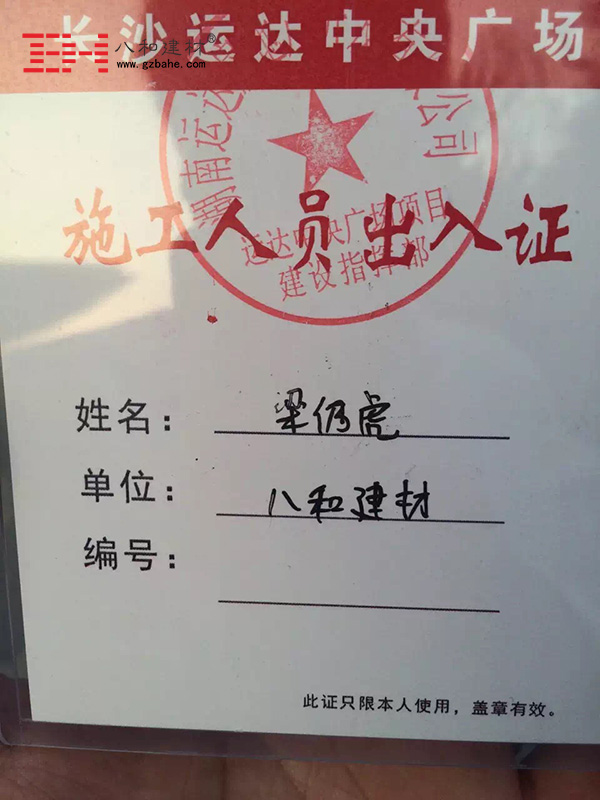 长沙运达中央广场
八和建材®
www.gzbahe.com
湖南运达 公司
施工人员出入证
运达中央广场项目
建设指挥部
姓名： 梁仍虎
单位： 八和建材
编号：
此证只限本人使用，盖章有效。